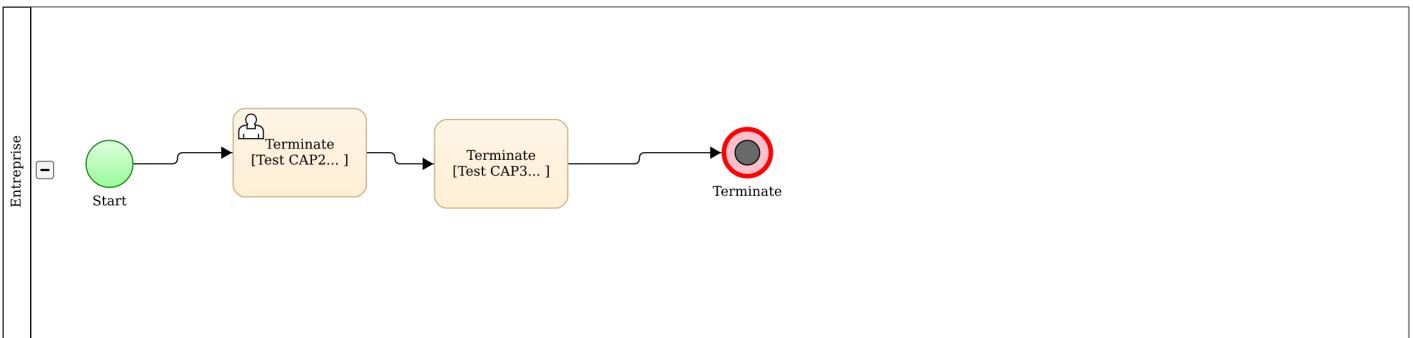 Entreprise
Start
Terminate
[Test CAP2... ]
Terminate
[Test CAP3... ]
Terminate